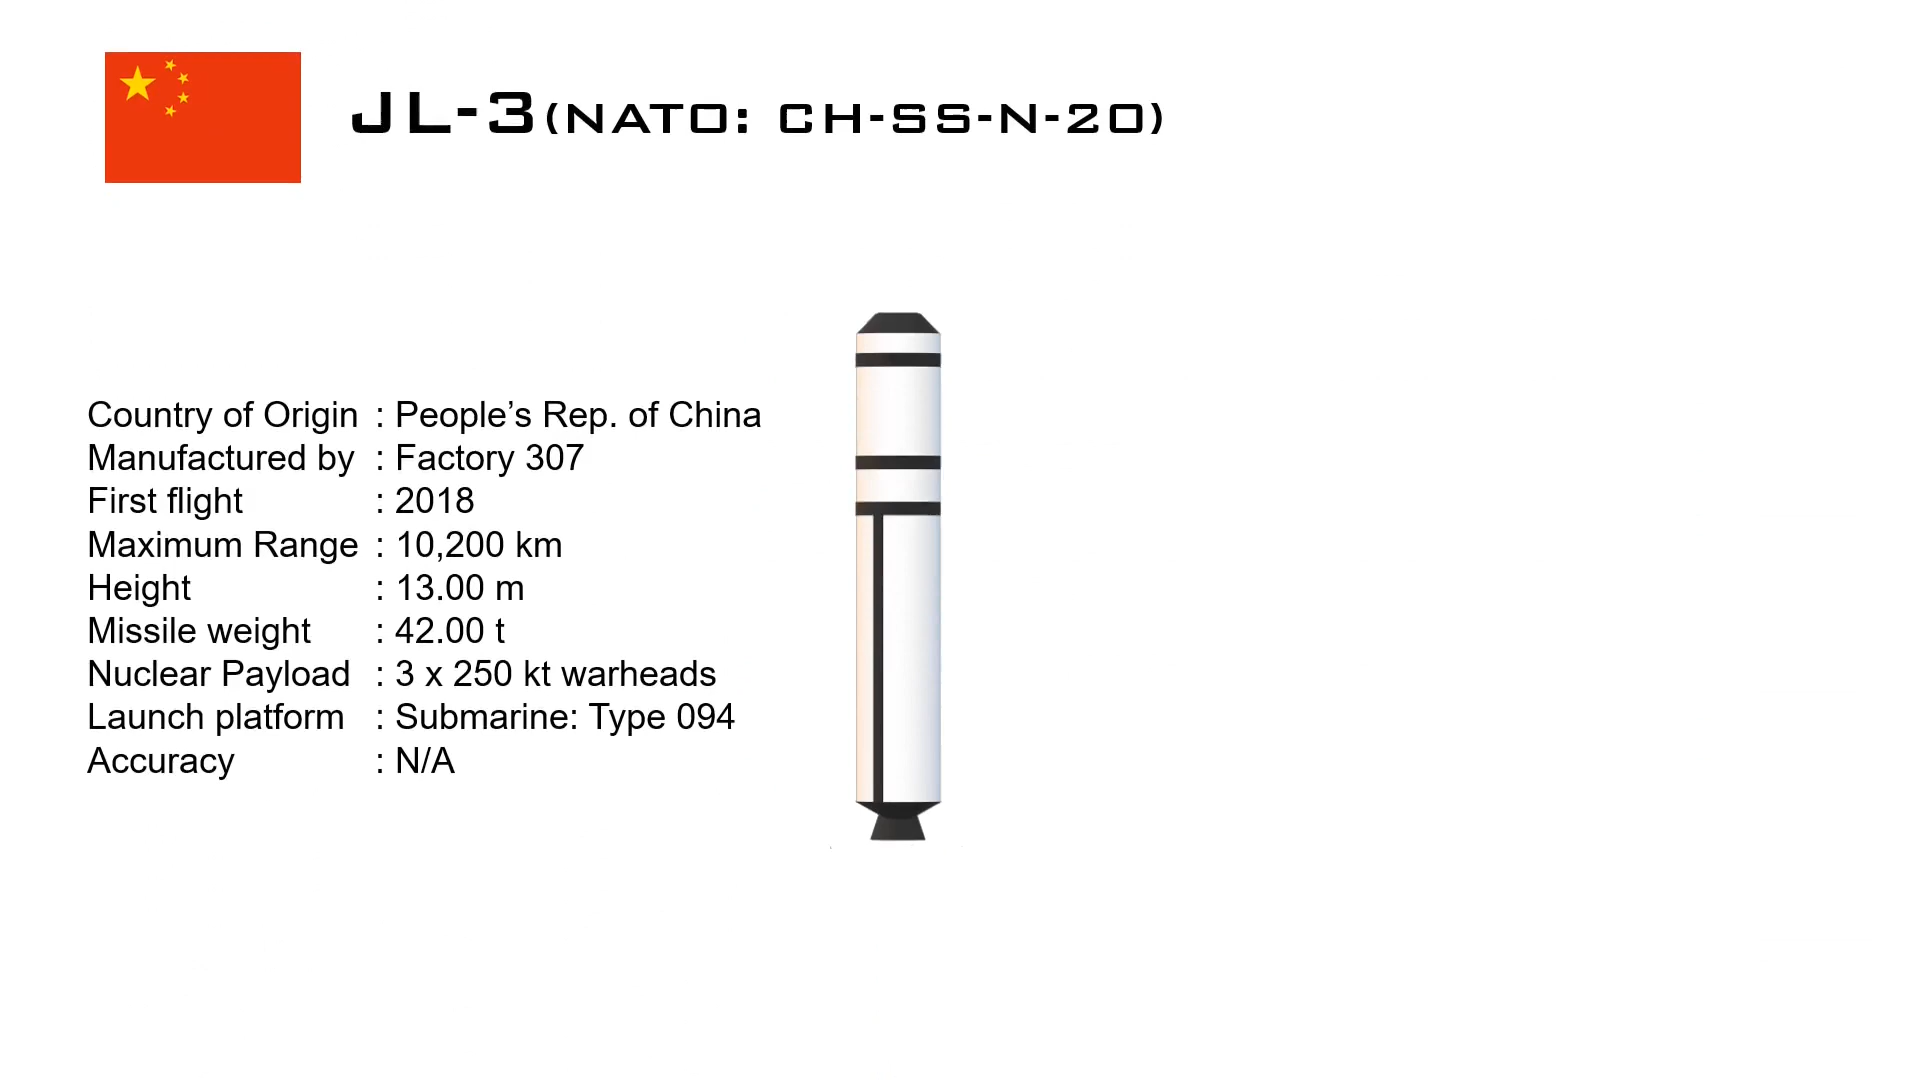 JL-3(NATO: CH-SS-N-20)
Country of Origin : People’s Rep. of China
Manufactured by : Factory 307
First flight : 2018
Maximum Range : 10,200 km
Height : 13.00 m
Missile weight : 42.00 t
Nuclear Payload : 3 x 250 kt warheads
Launch platform : Submarine: Type 094
Accuracy : N/A